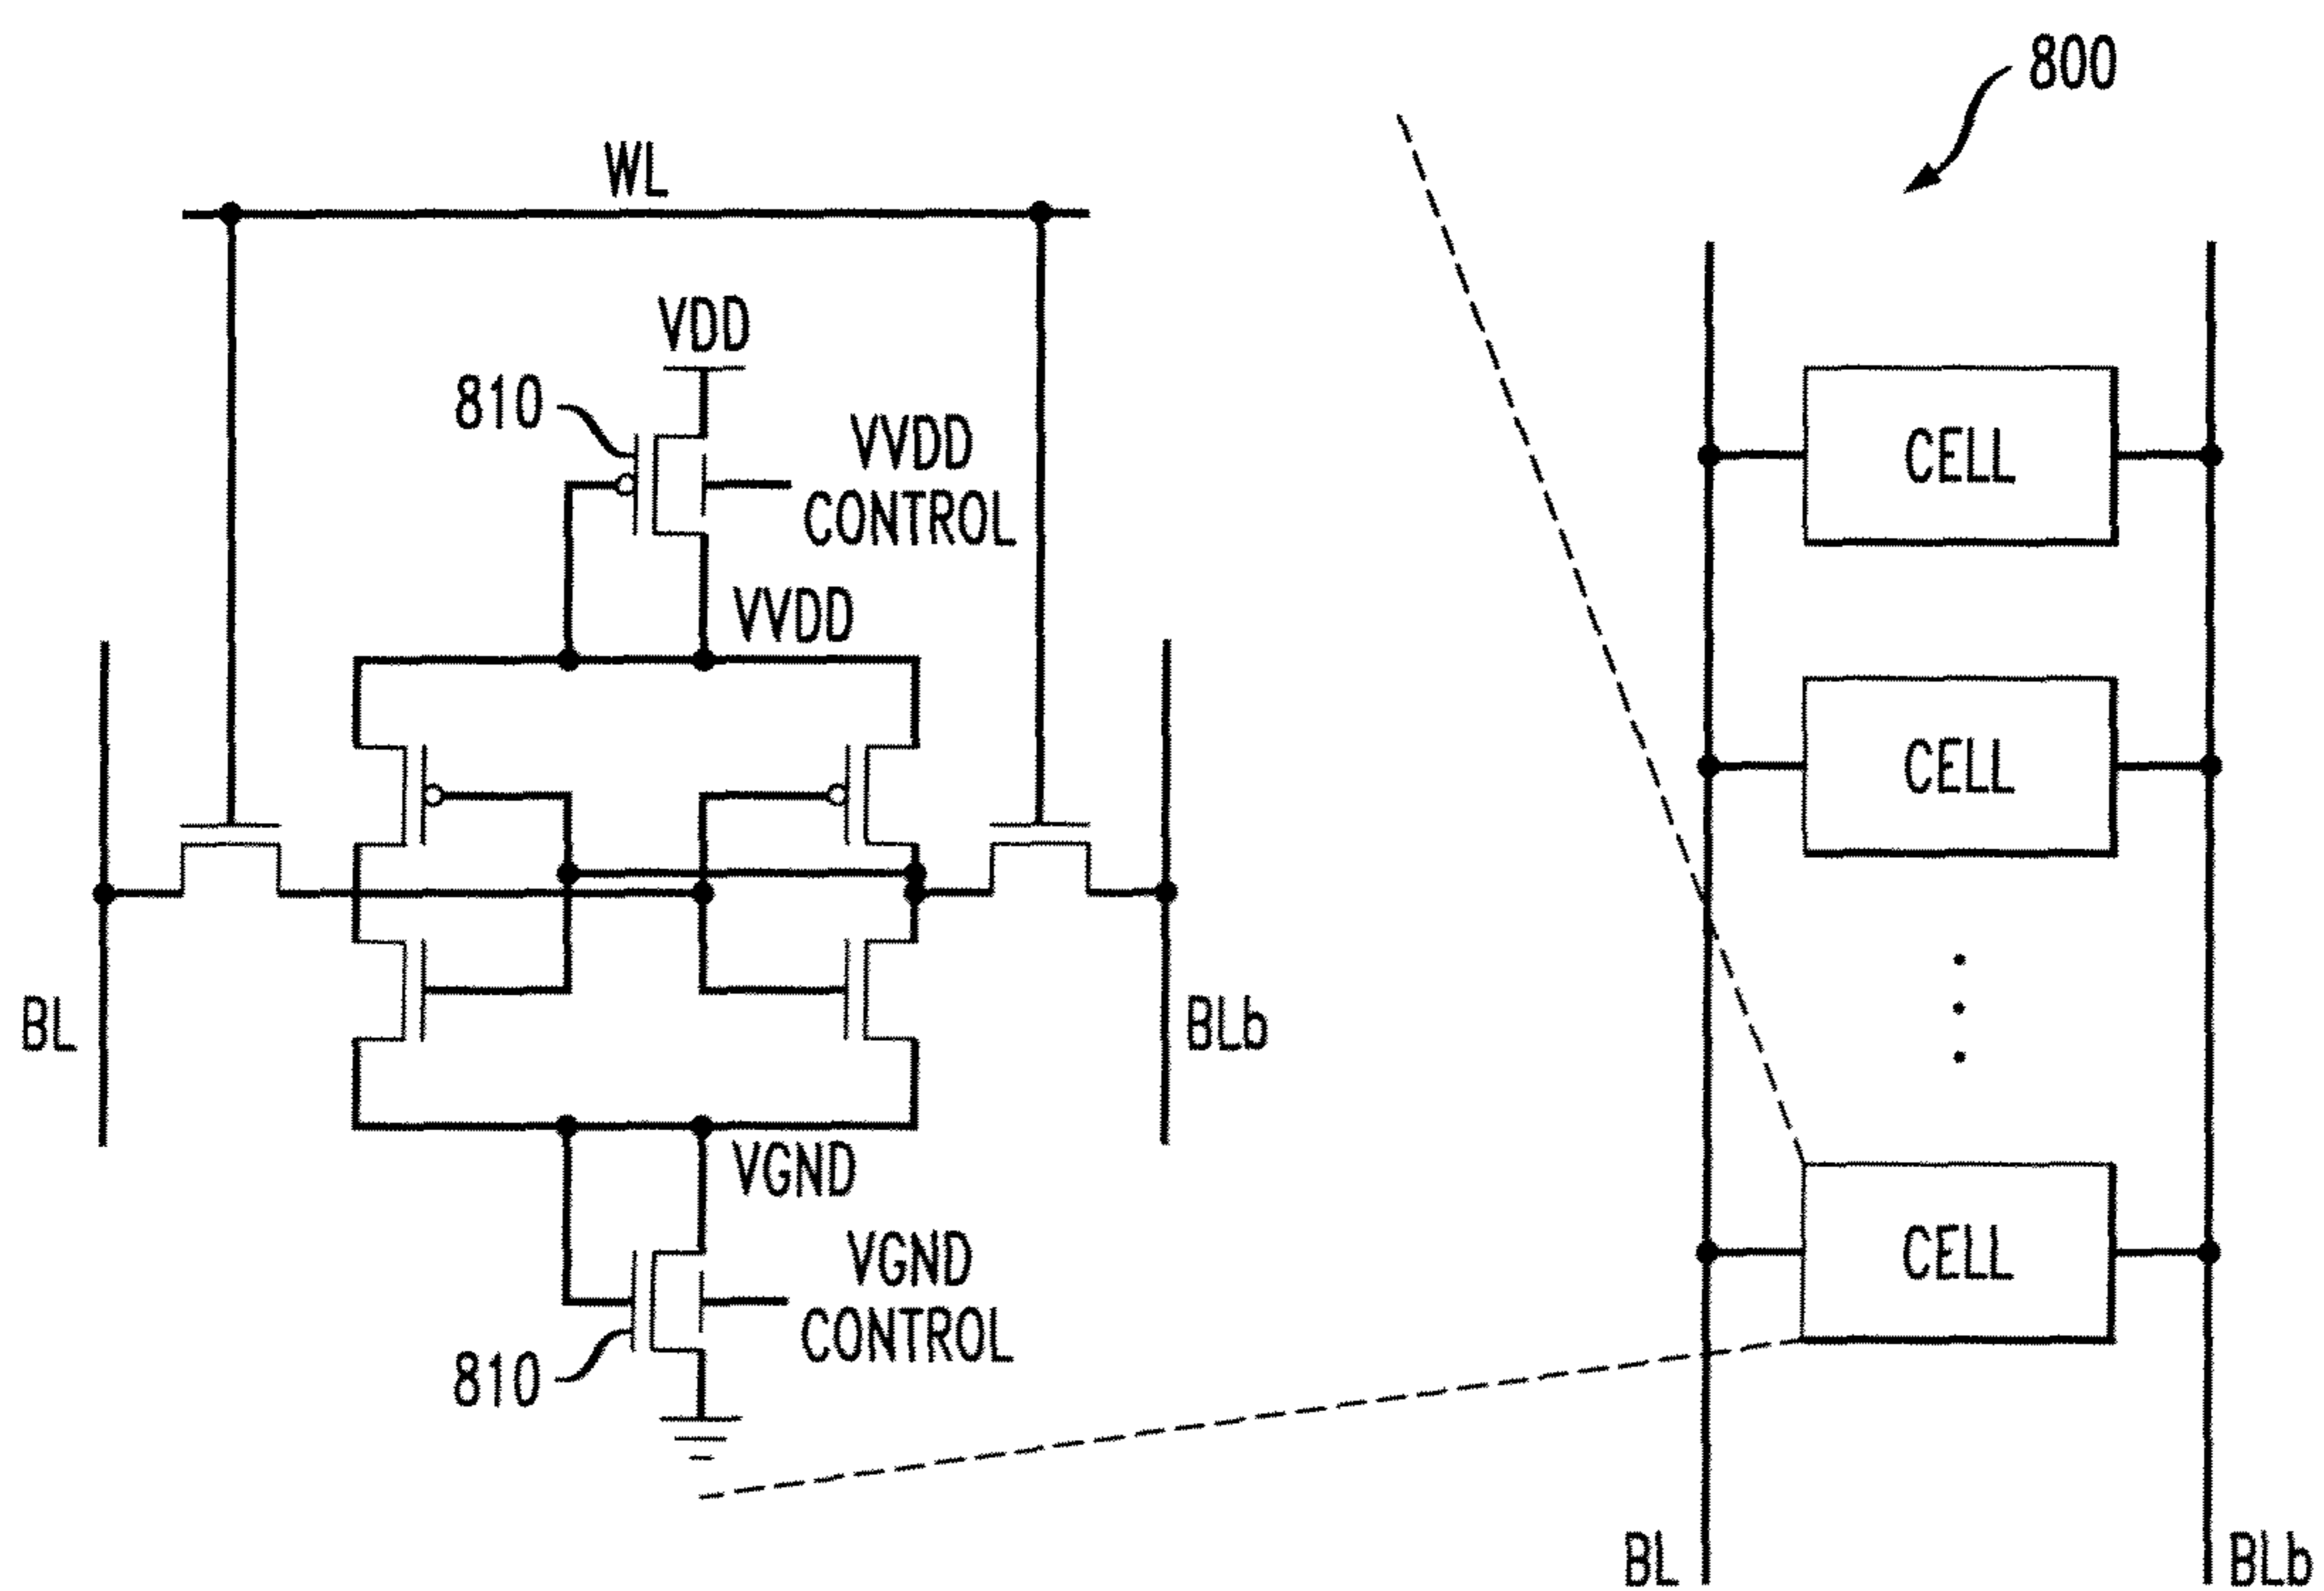 800
WL
VDD
810
VVDD
CONTROL
VVDD
BL
BLb
VGND
VGND
CONTROL
810
CELL
CELL
CELL
BL
BLb